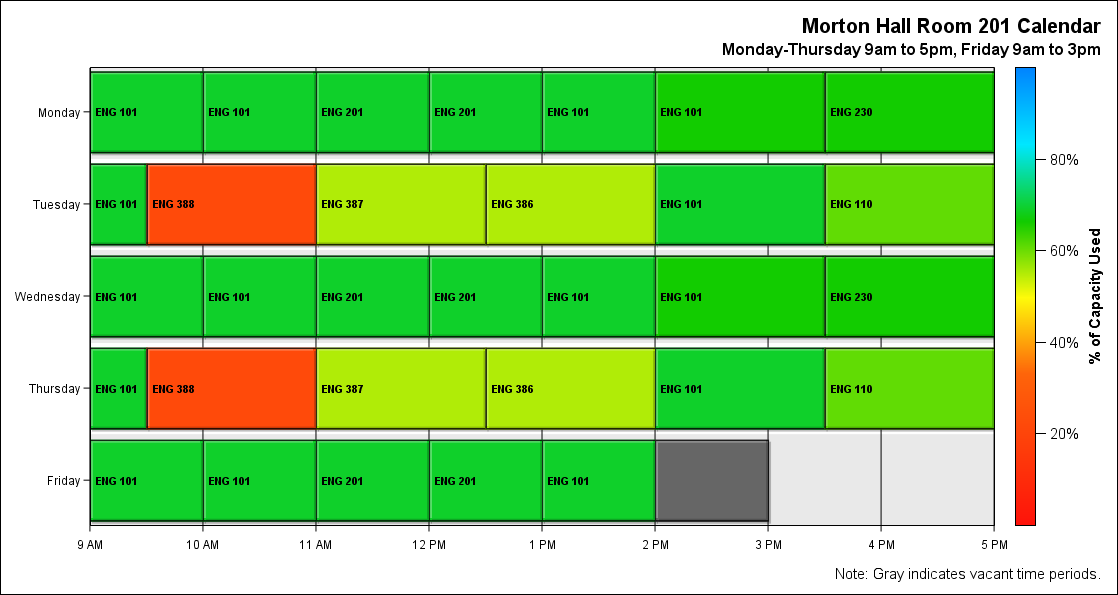 Morton Hall Room 201 Calendar
Monday-Thursday 9am to 5pm, Friday 9am to 3pm
Monday ENG 101 ENG 101 ENG 201 ENG 201 ENG 101 ENG 101 ENG 230
80%
Tuesday ENG 101 ENG 388 ENG 387 ENG 386 ENG 101 ENG 110
60%
Wednesday ENG 101 ENG 101 ENG 201 ENG 201 ENG 101 ENG 101 ENG 230
% of Capacity Used
40%
Thursday ENG 101 ENG 388 ENG 387 ENG 386 ENG 101 ENG 110
20%
Friday ENG 101 ENG 101 ENG 201 ENG 201 ENG 101
9 AM 10 AM 11 AM 12 PM 1 PM 2 PM 3 PM 4 PM 5 PM
Note: Gray indicates vacant time periods.